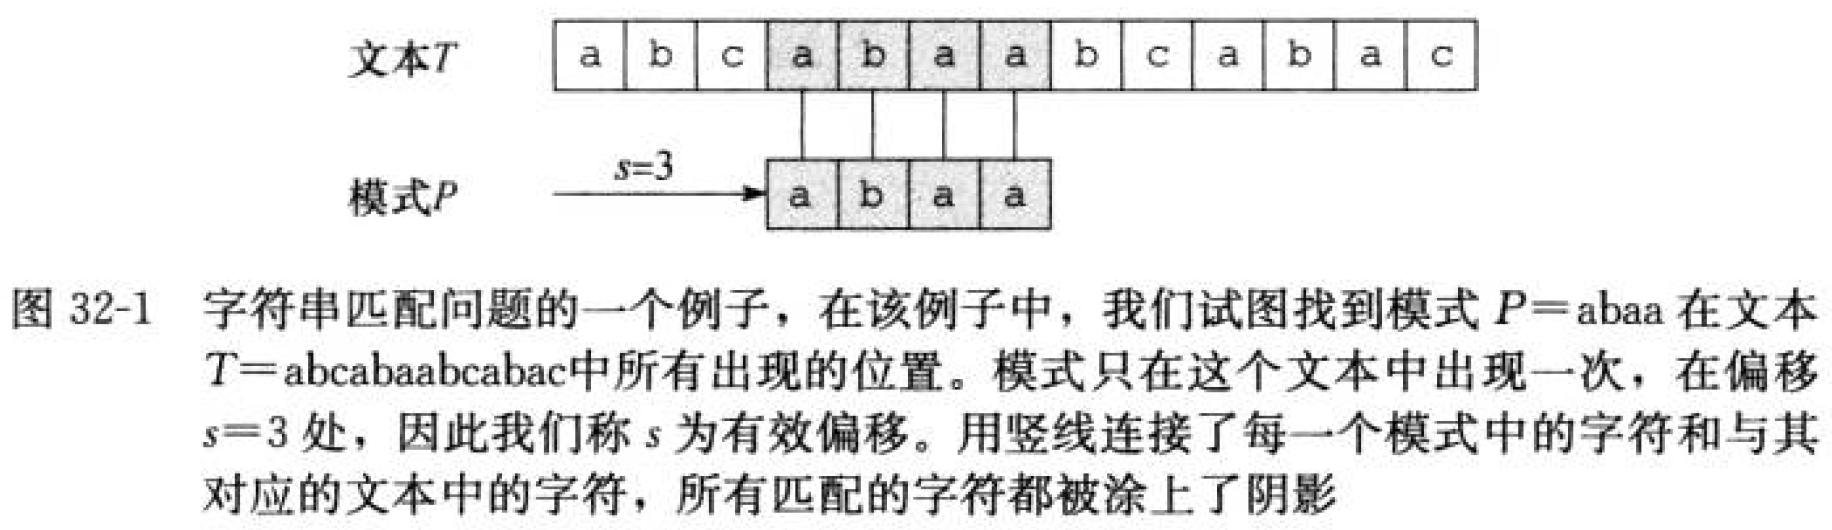 文本T a b c a b a a b c a b a c
s=3
模式P a b a a
图 32-1 字符串匹配问题的一个例子，在该例子中，我们试图找到模式 P＝abaa 在文本
T＝abcabaabcabac中所有出现的位置。模式只在这个文本中出现一次，在偏移
s＝3 处，因此我们称 s 为有效偏移。用竖线连接了每一个模式中的字符和与其
对应的文本中的字符，所有匹配的字符都被涂上了阴影